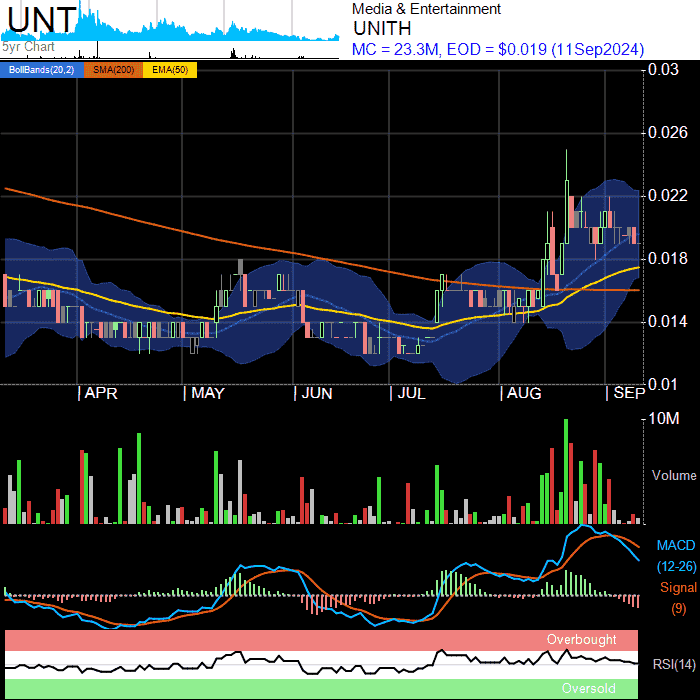 UNT
5yr Chart
Media & Entertainment
UNITH
MC = 23.3M, EOD = $0.019 (11Sep2024)
BollBands(20,2) SMA(200) EMA(50)
0.03
0.026
0.022
0.018
0.014
0.01
| APR | MAY | JUN | JUL | AUG | SEP
10M
Volume
MACD
(12-26)
Signal
(9)
Overbought
RSI(14)
Oversold